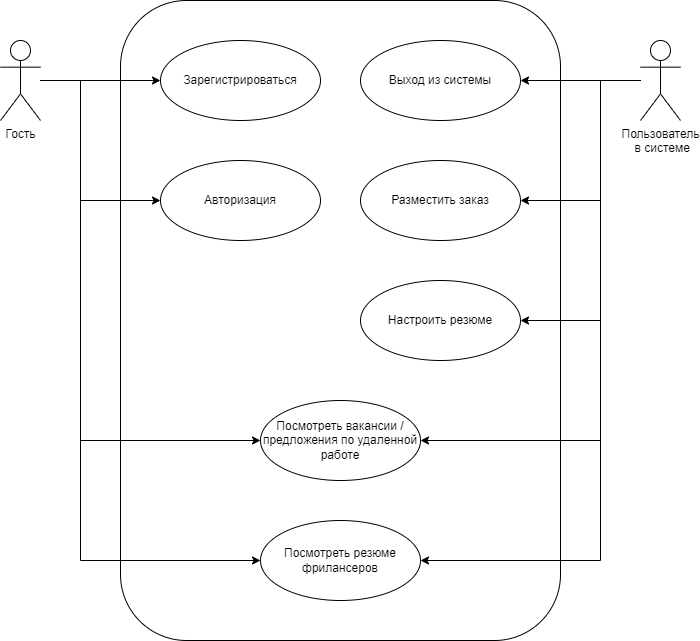 Зарегистрироваться
Выход из системы
Гость
Пользователь
в системе
Авторизация
Разместить заказ
Настроить резюме
Посмотреть вакансии /
предложения по удаленной
работе
Посмотреть резюме
фрилансеров